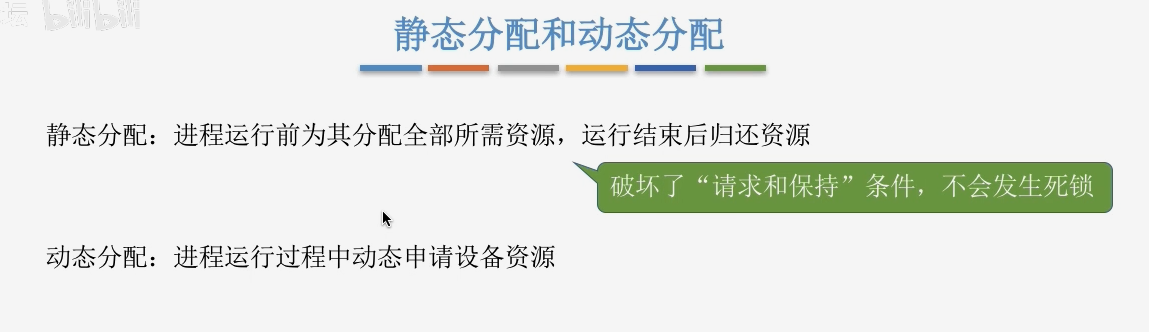 坛 bilibili
静态分配和动态分配
静态分配：进程运行前为其分配全部所需资源，运行结束后归还资源
破坏了“请求和保持”条件，不会发生死锁
动态分配：进程运行过程中动态申请设备资源